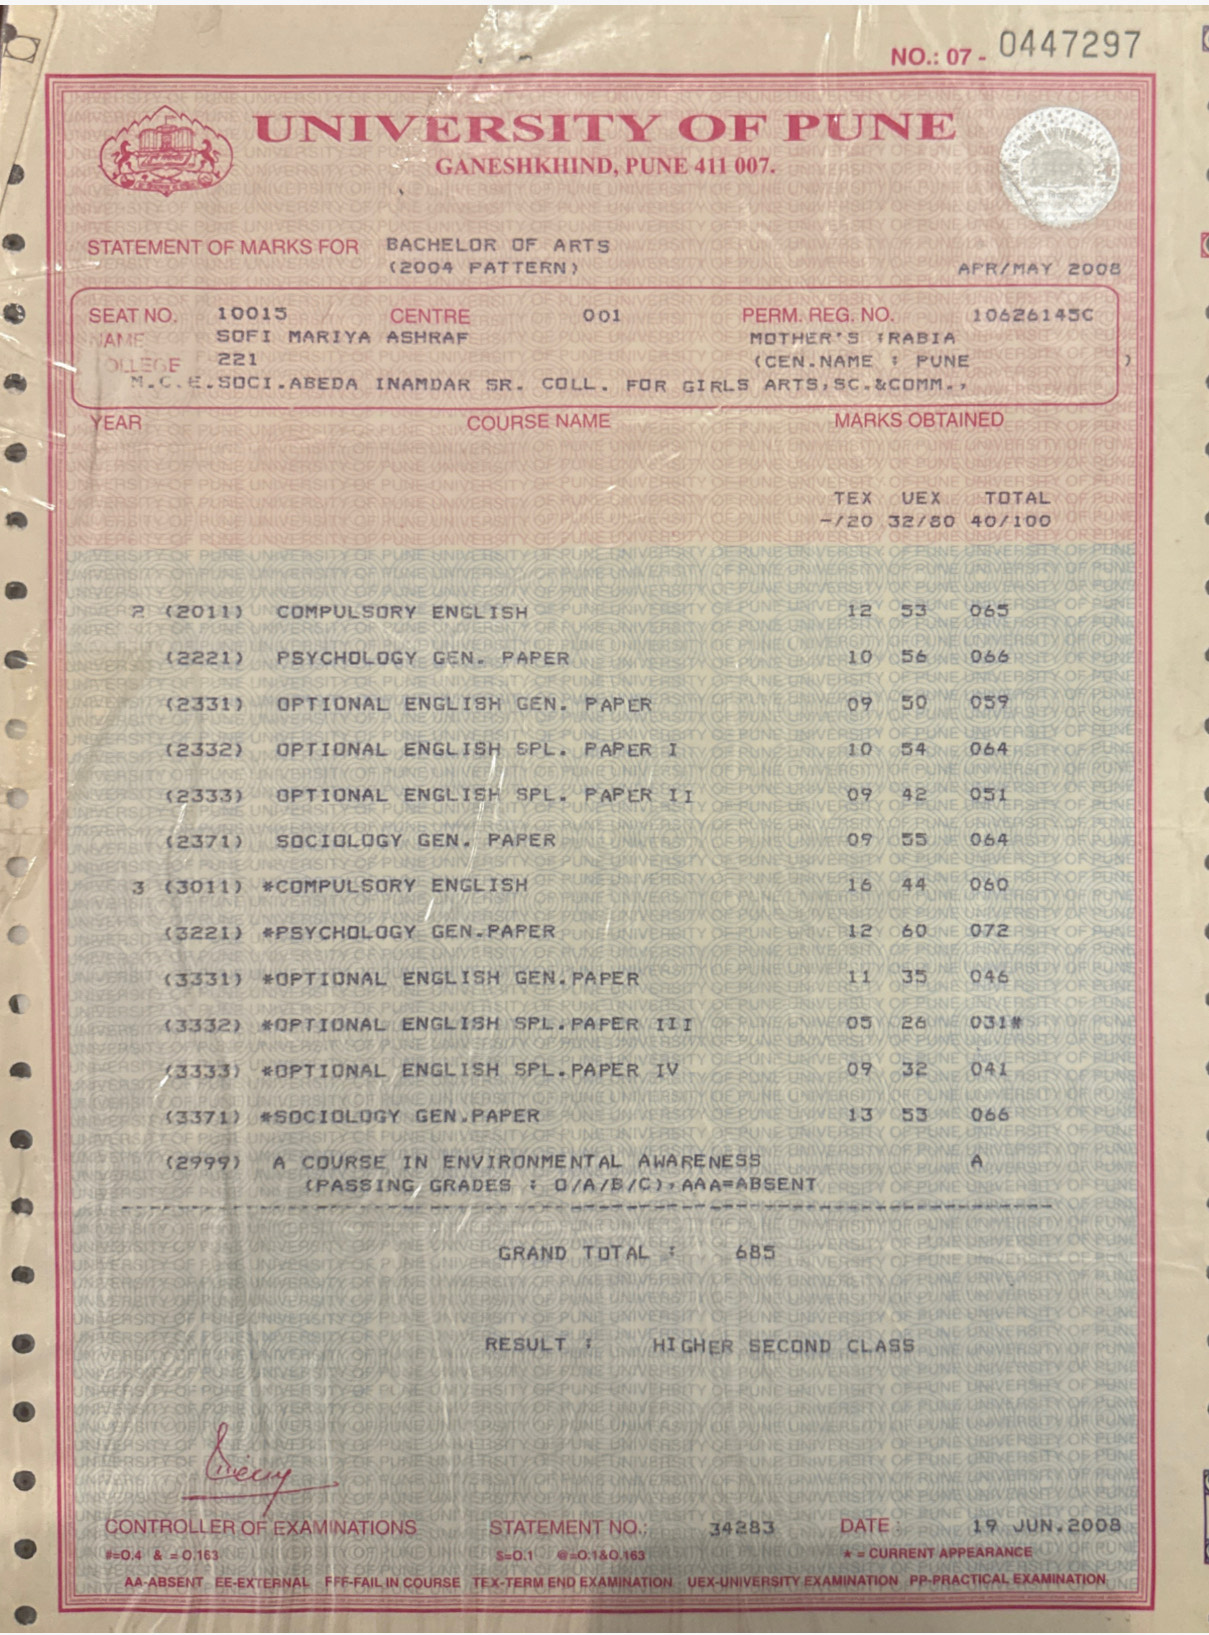 NO.: 07 - 0447297
UNIVERSITY OF PUNE
GANESHKHIND, PUNE 411 007.
STATEMENT OF MARKS FOR BACHELOR OF ARTS
(2004 PATTERN)
APR/MAY 2008
SEAT NO. 10015 CENTRE 001 PERM. REG. NO. 10626145C
NAME SOFI MARIYA ASHRAF MOTHER'S :RABIA
COLLEGE 221 (CEN.NAME : PUNE )
M.C.E.SOCI.ABEDA INAMDAR SR. COLL. FOR GIRLS ARTS,SC.&COMM.,
YEAR COURSE NAME MARKS OBTAINED
TEX UEX TOTAL
-/20 32/80 40/100
2 (2011) COMPULSORY ENGLISH 12 53 065
(2221) PSYCHOLOGY GEN. PAPER 10 56 066
(2331) OPTIONAL ENGLISH GEN. PAPER 09 50 059
(2332) OPTIONAL ENGLISH SPL. PAPER I 10 54 064
(2333) OPTIONAL ENGLISH SPL. PAPER II 09 42 051
(2371) SOCIOLOGY GEN. PAPER 09 55 064
3 (3011) *COMPULSORY ENGLISH 16 44 060
(3221) *PSYCHOLOGY GEN.PAPER 12 60 072
(3331) *OPTIONAL ENGLISH GEN.PAPER 11 35 046
(3332) *OPTIONAL ENGLISH SPL.PAPER III 05 26 031#
(3333) *OPTIONAL ENGLISH SPL.PAPER IV 09 32 041
(3371) *SOCIOLOGY GEN.PAPER 13 53 066
(2999) A COURSE IN ENVIRONMENTAL AWARENESS A
(PASSING GRADES : O/A/B/C),AAA=ABSENT
GRAND TOTAL : 685
RESULT : HIGHER SECOND CLASS
CONTROLLER OF EXAMINATIONS STATEMENT NO.: 34283 DATE : 19 JUN.2008
#=O.4 & = O.163 $=O.1 @=O.1&O.163 * = CURRENT APPEARANCE
AA-ABSENT EE-EXTERNAL FFF-FAIL IN COURSE TEX-TERM END EXAMINATION UEX-UNIVERSITY EXAMINATION PP-PRACTICAL EXAMINATION